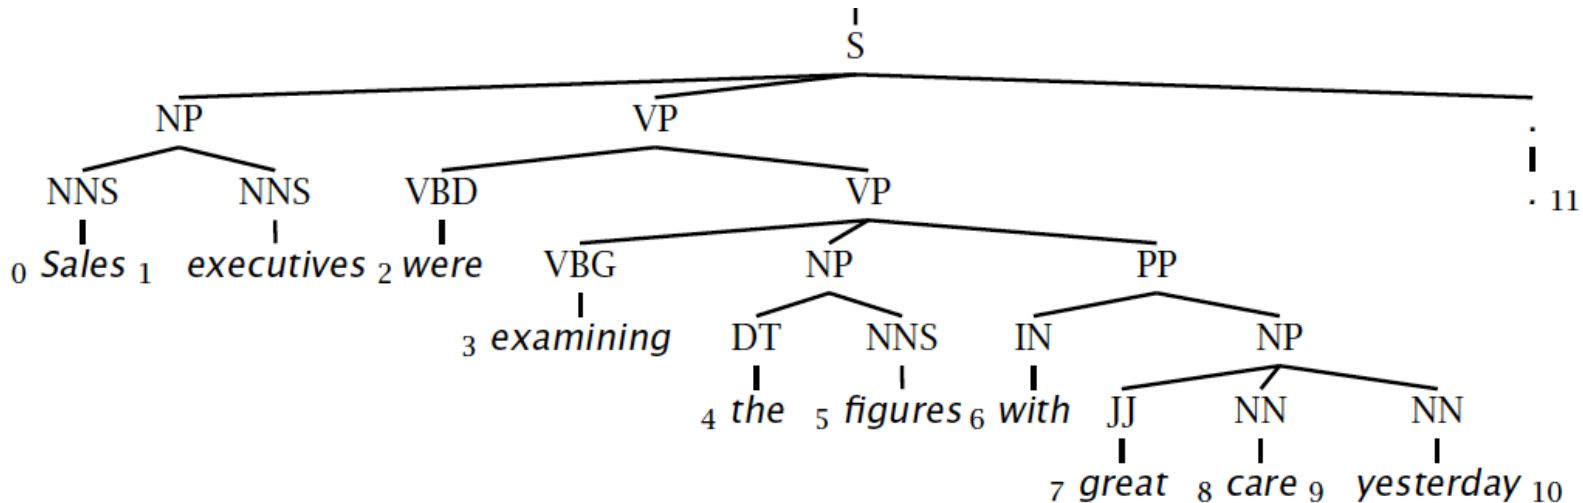 S
NP VP .
NNS NNS VBD VP . 11
0 Sales 1 executives 2 were VBG NP PP
3 examining DT NNS IN NP
4 the 5 figures 6 with JJ NN NN
7 great 8 care 9 yesterday 10